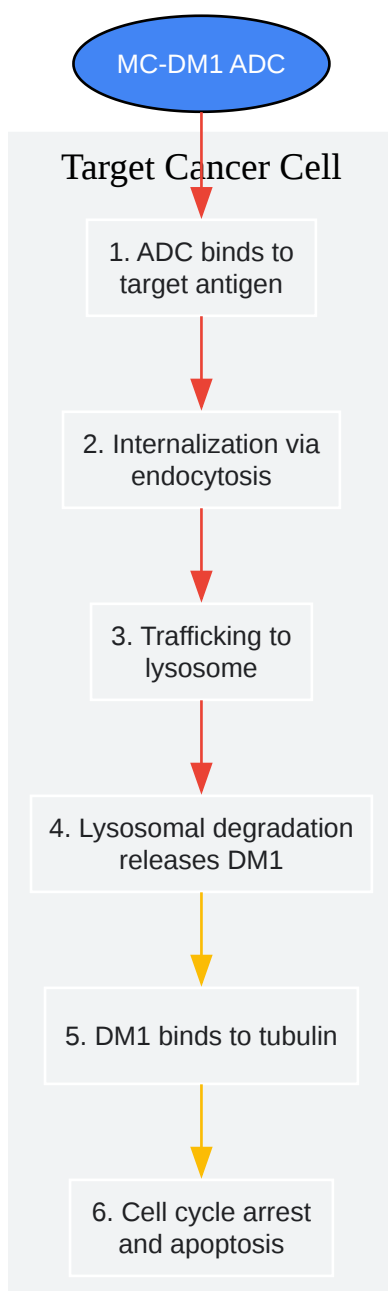 MC-DM1 ADC
Target Cancer Cell
1. ADC binds to
target antigen
2. Internalization via
endocytosis
3. Trafficking to
lysosome
4. Lysosomal degradation
releases DM1
5. DM1 binds to tubulin
6. Cell cycle arrest
and apoptosis